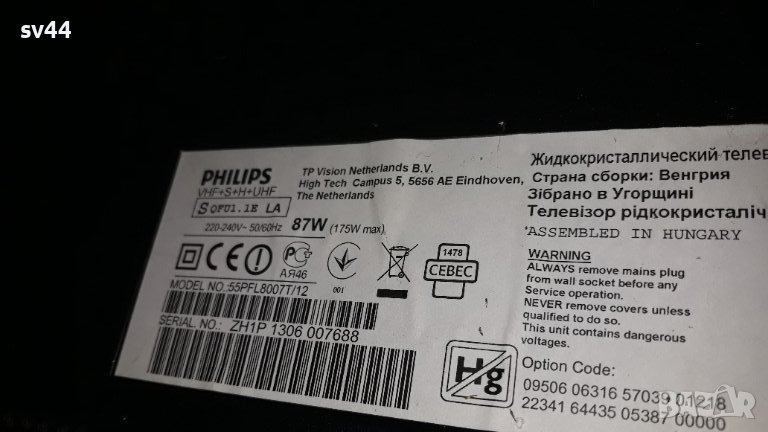 sv44
PHILIPS
VHF+S+H+UHF
S QFU1.1E LA
220-240V~ 50/60Hz 87W (175W max)
TP Vision Netherlands B.V.
High Tech Campus 5, 5656 AE Eindhoven,
The Netherlands
АЯ46
001
1478
CEBEC
MODEL NO.:55PFL8007T/12
SERIAL. NO.: ZH1P 1306 007688
Жидкокристаллический телев
Страна сборки: Венгрия
Зібрано в Угорщині
Телевізор рідкокристаліч
ASSEMBLED IN HUNGARY
WARNING
ALWAYS remove mains plug
from wall socket before any
Service operation.
NEVER remove covers unless
qualified to do so.
This unit contains dangerous
voltages.
Hg
Option Code:
09506 06316 57039 01218
22341 64435 05387 00000
BAZAR